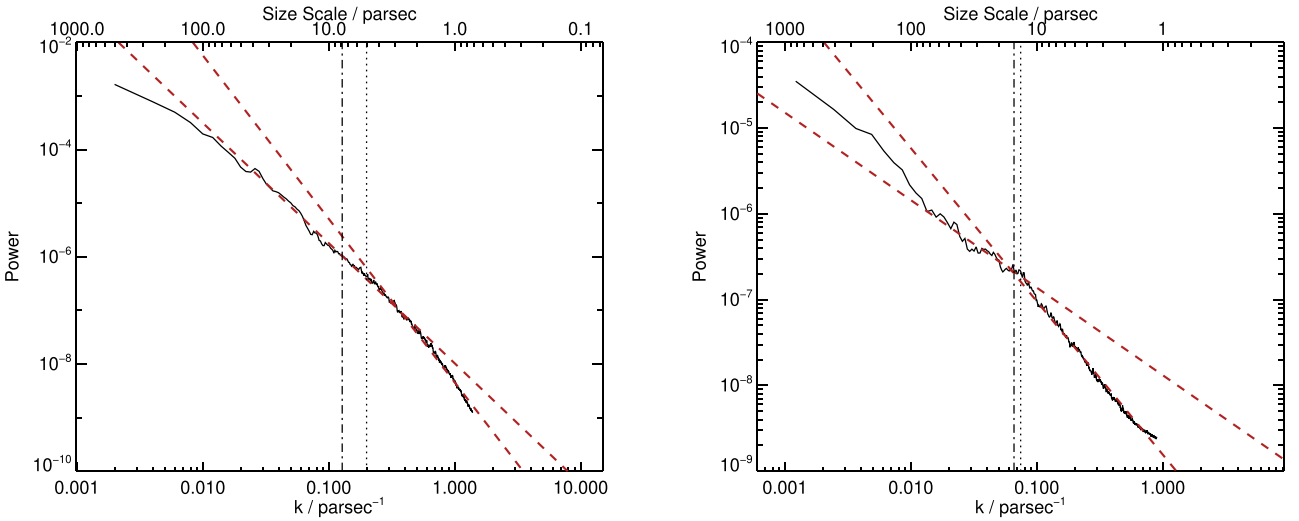 Size Scale / parsec
1000.0 100.0 10.0 1.0 0.1
10⁻²
10⁻⁴
10⁻⁶
10⁻⁸
10⁻¹⁰
Power
0.001 0.010 0.100 1.000 10.000
k / parsec⁻¹
Size Scale / parsec
1000 100 10 1
10⁻⁴
10⁻⁵
10⁻⁶
10⁻⁷
10⁻⁸
10⁻⁹
Power
0.001 0.010 0.100 1.000
k / parsec⁻¹